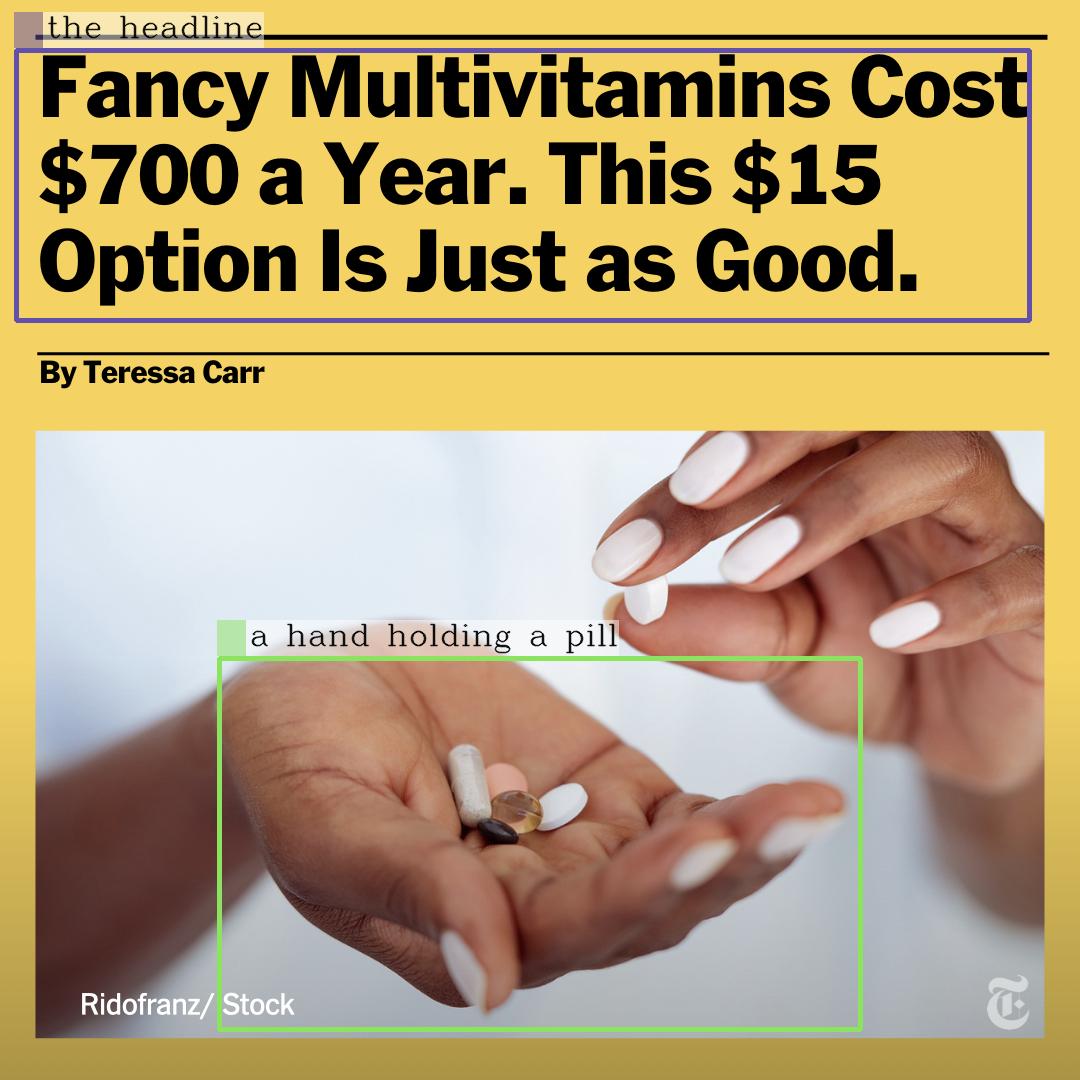 the headline
Fancy Multivitamins Cost
$700 a Year. This $15
Option Is Just as Good.
By Teressa Carr
a hand holding a pill
Ridofranz/ Stock
T